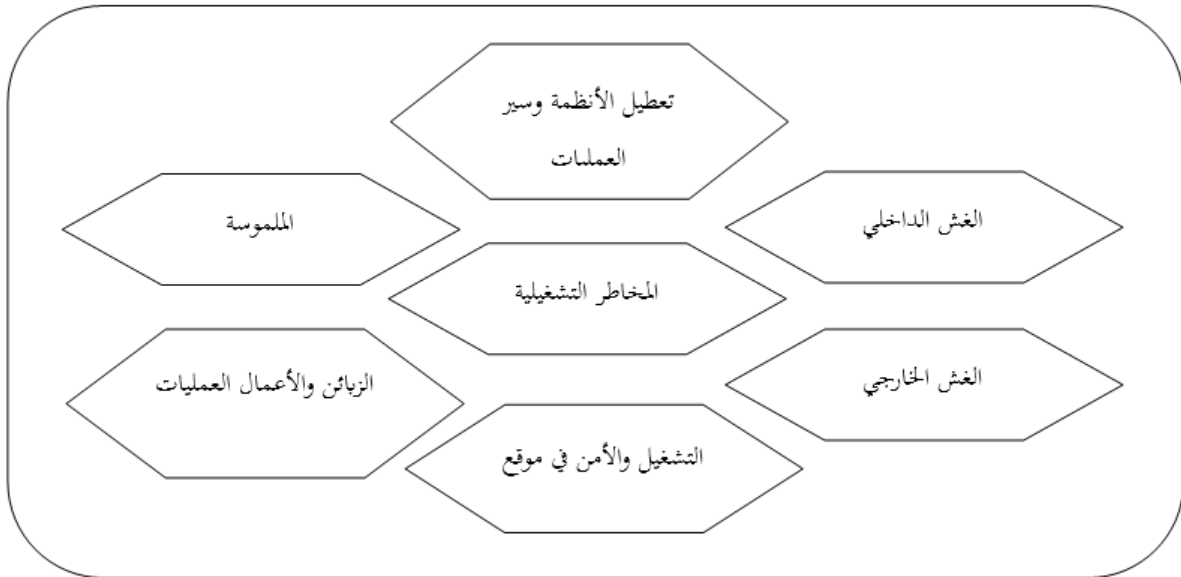 تعطيل الأنظمة وسير
العمليات
الغش الداخلي
الملموسة
المخاطر التشغيلية
الغش الخارجي
الزبائن والأعمال العمليات
التشغيل والأمن في موقع